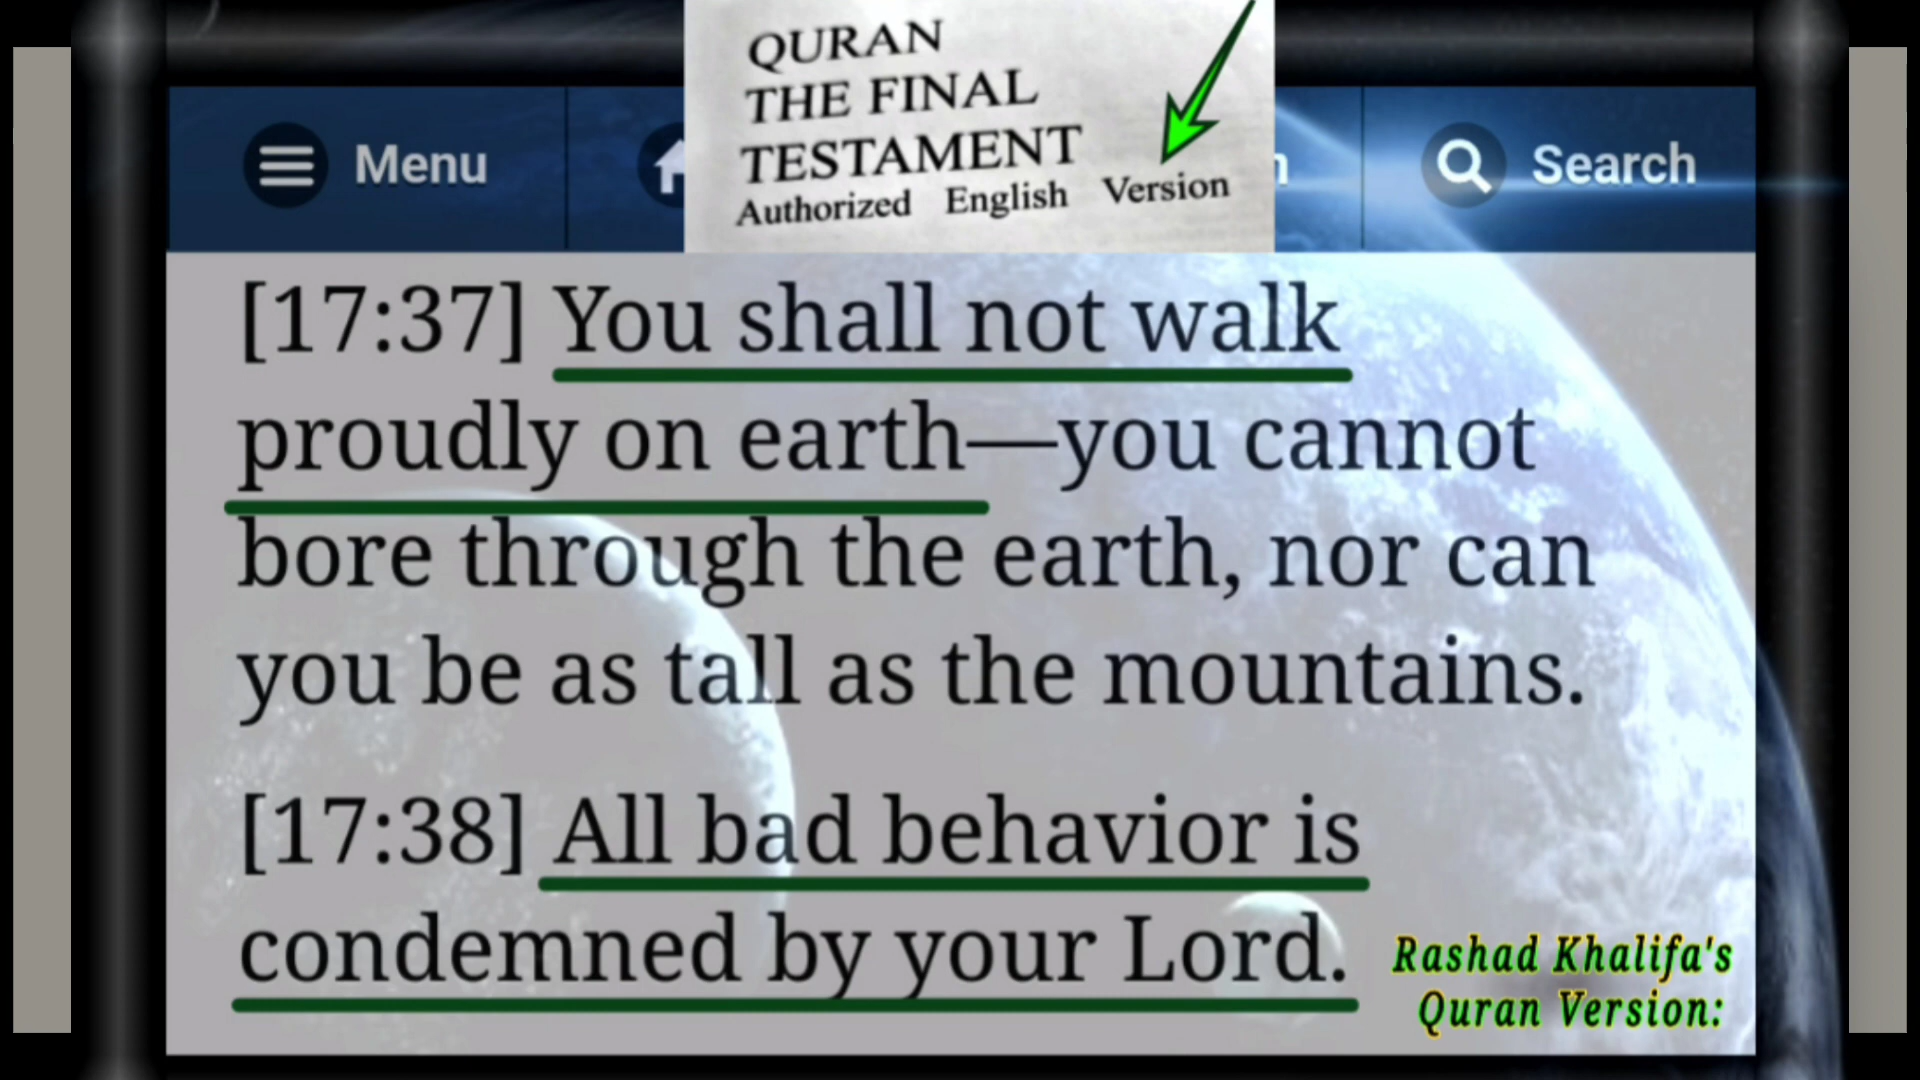 QURAN
THE FINAL
TESTAMENT
Authorized English Version
Menu
Search
[17:37] You shall not walk
proudly on earth—you cannot
bore through the earth, nor can
you be as tall as the mountains.
[17:38] All bad behavior is
condemned by your Lord.
Rashad Khalifa's
Quran Version: